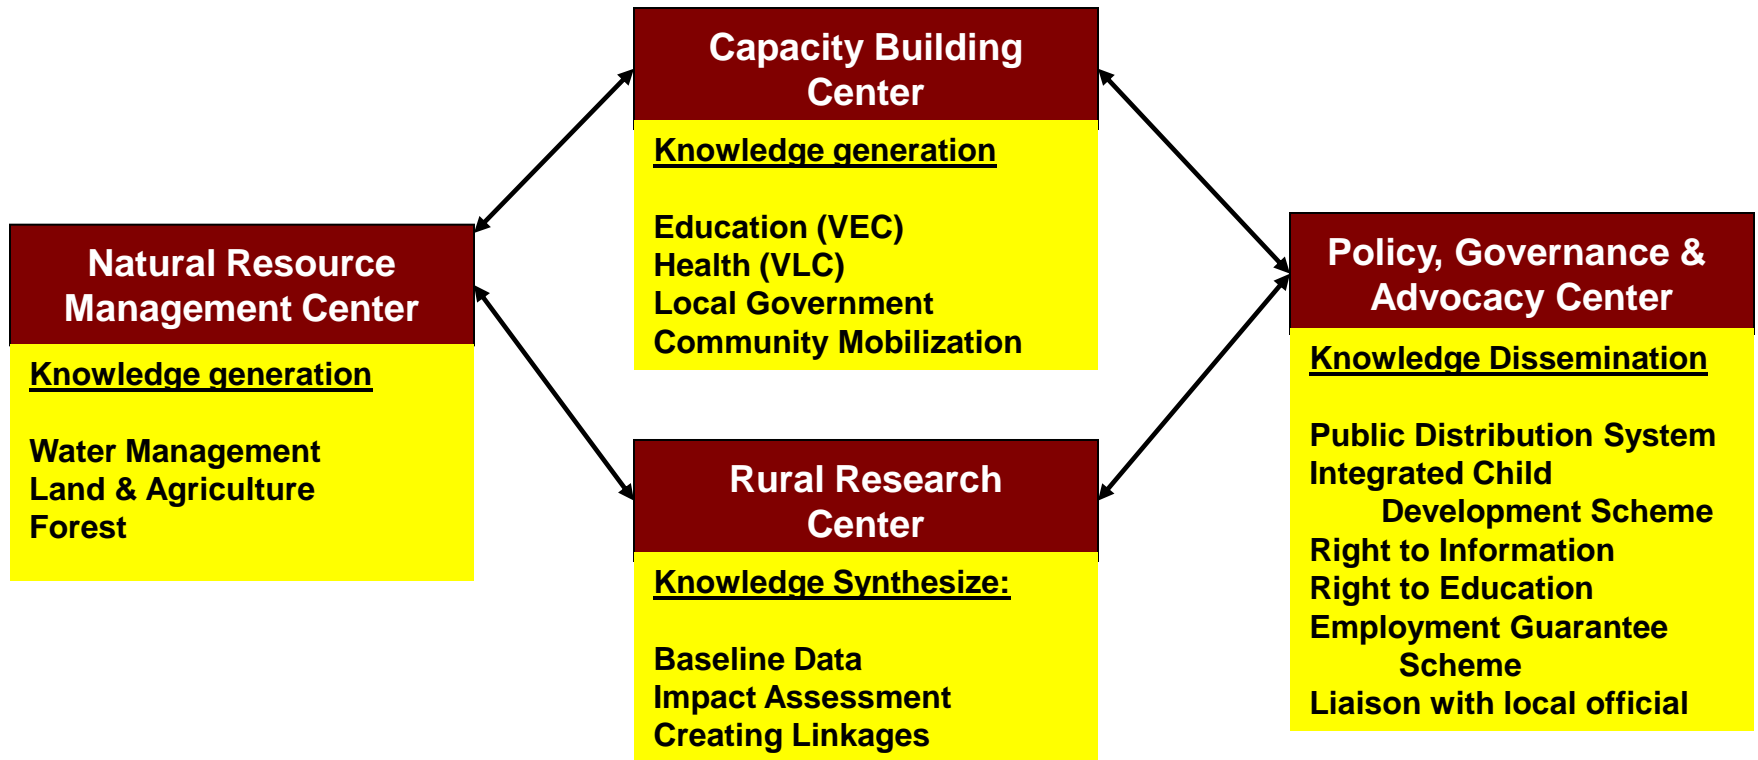 Capacity Building
Center
Knowledge generation
Education (VEC)
Health (VLC)
Local Government
Community Mobilization
Natural Resource
Management Center
Knowledge generation
Water Management
Land & Agriculture
Forest
Rural Research
Center
Knowledge Synthesize:
Baseline Data
Impact Assessment
Creating Linkages
Policy, Governance &
Advocacy Center
Knowledge Dissemination
Public Distribution System
Integrated Child
Development Scheme
Right to Information
Right to Education
Employment Guarantee
Scheme
Liaison with local official